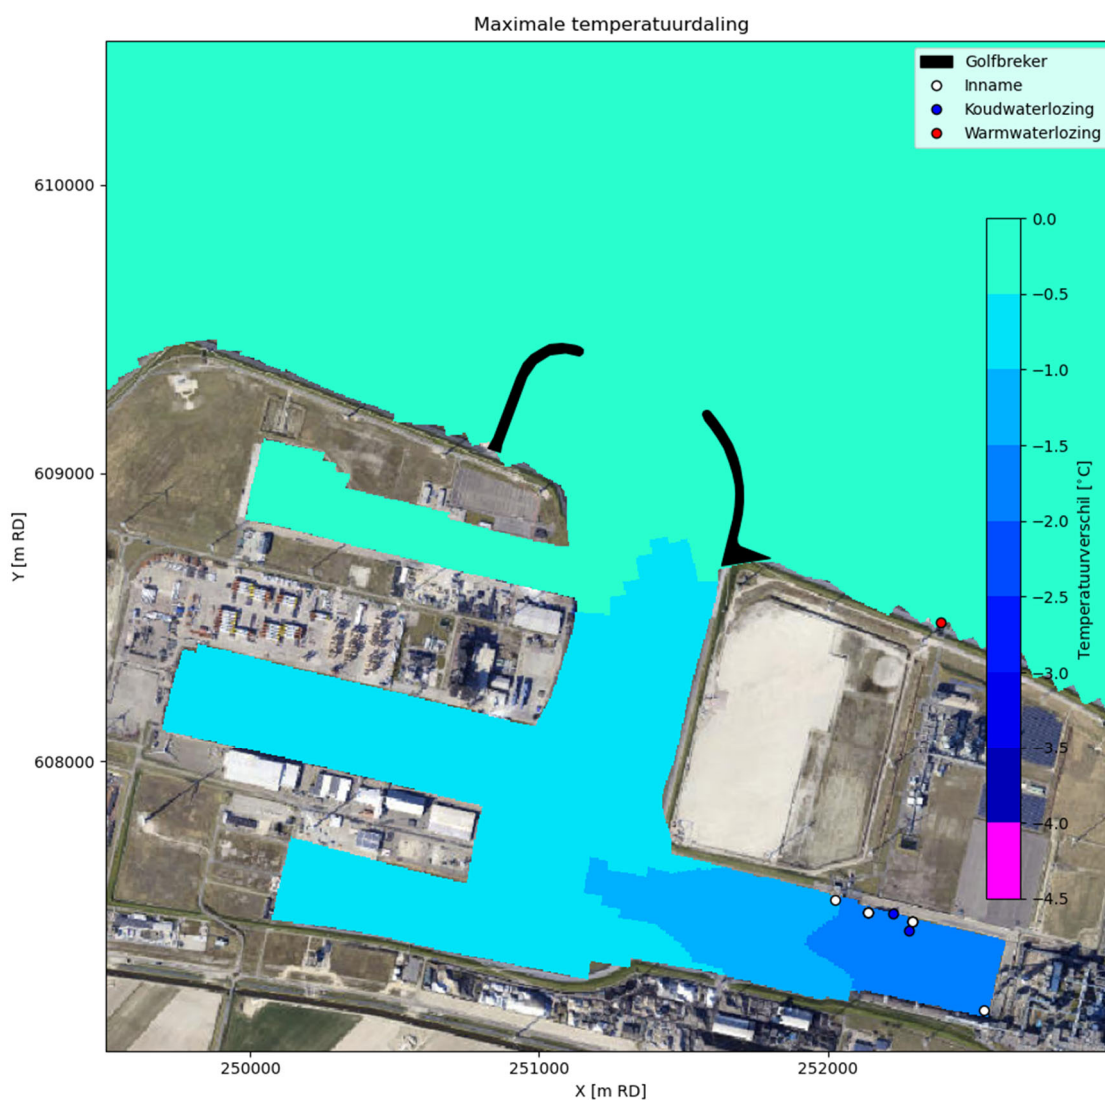 Maximale temperatuurdaling
Golfbreker
Inname
Koudwaterlozing
Warmwaterlozing
610000
609000
608000
Y [m RD]
0.0
−0.5
−1.0
−1.5
−2.0
−2.5
−3.0
−3.5
−4.0
−4.5
Temperatuurverschil [°C]
250000
251000
252000
X [m RD]